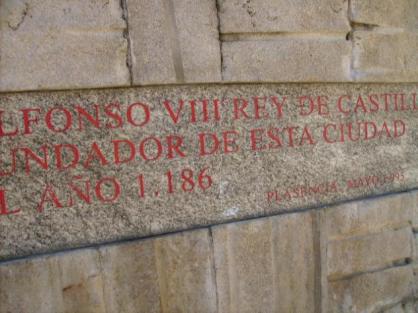 LFONSO VIII REY DE CASTILL
UNDADOR DE ESTA CIUDAD
L AÑO 1.186
PLASENCIA, MAYO